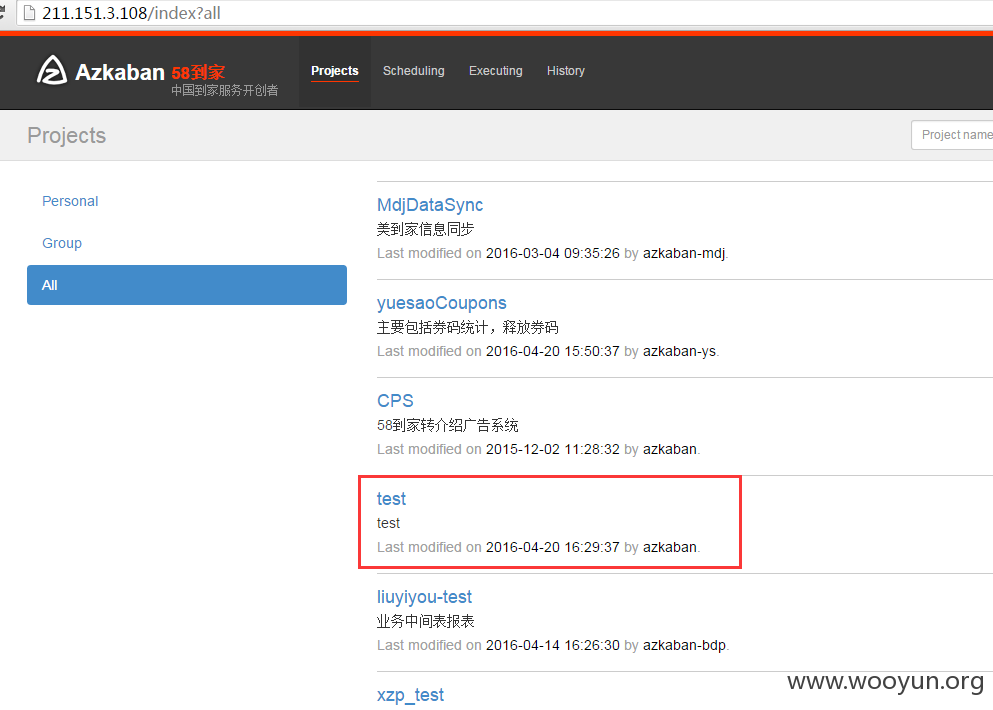 211.151.3.108/index?all
Azkaban 58到家
中国到家服务开创者
Projects Scheduling Executing History
Projects
Project name
Personal
Group
All
MdjDataSync
美到家信息同步
Last modified on 2016-03-04 09:35:26 by azkaban-mdj.
yuesaoCoupons
主要包括券码统计，释放券码
Last modified on 2016-04-20 15:50:37 by azkaban-ys.
CPS
58到家转介绍广告系统
Last modified on 2015-12-02 11:28:32 by azkaban.
test
test
Last modified on 2016-04-20 16:29:37 by azkaban.
liuyiyou-test
业务中间表报表
Last modified on 2016-04-14 16:26:30 by azkaban-bdp.
xzp_test
www.wooyun.org